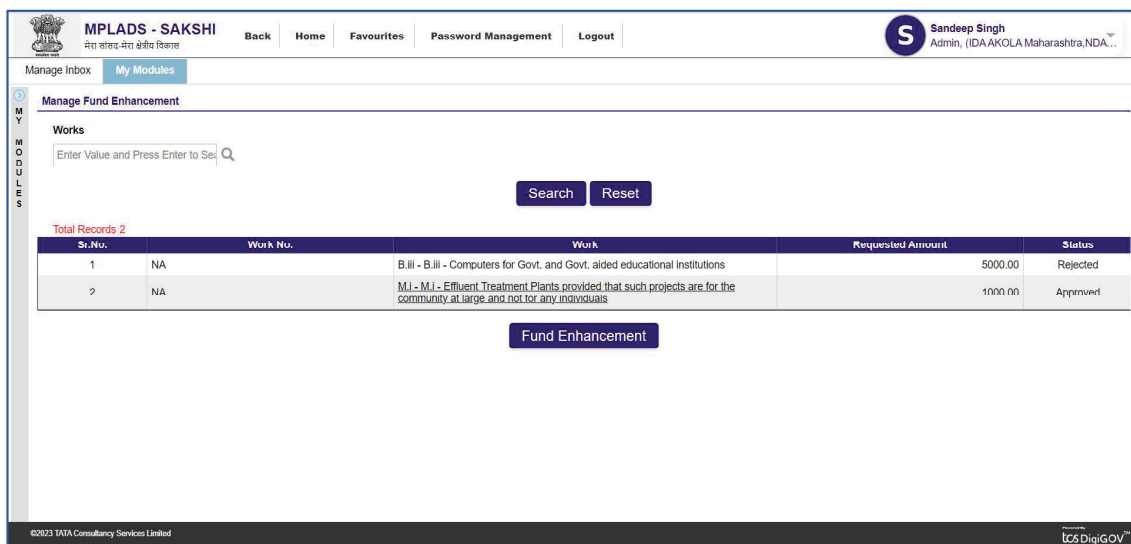 MPLADS - SAKSHI
मेरा सांसद-मेरा क्षेत्रीय विकास
Back Home Favourites Password Management Logout
S
Sandeep Singh
Admin, (IDA AKOLA Maharashtra,NDA...
Manage Inbox My Modules
MY MODULES
Manage Fund Enhancement
Works
Enter Value and Press Enter to Sea
Search Reset
Total Records 2
Sr.No. Work No. Work Requested Amount Status
1 NA B.iii - B.iii - Computers for Govt. and Govt. aided educational institutions 5000.00 Rejected
2 NA M.i - M.i - Effluent Treatment Plants provided that such projects are for the
community at large and not for any individuals 1000.00 Approved
Fund Enhancement
©2023 TATA Consultancy Services Limited
Powered By
tcs DigiGOV™